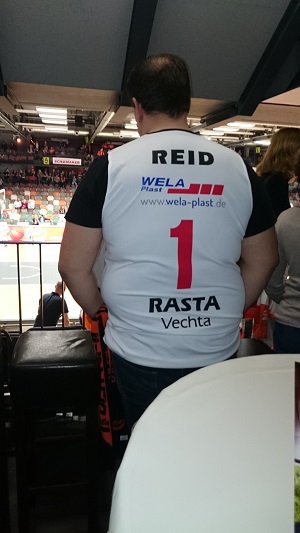 REID
WELA
Plast
www.wela-plast.de
1
RASTA
Vechta